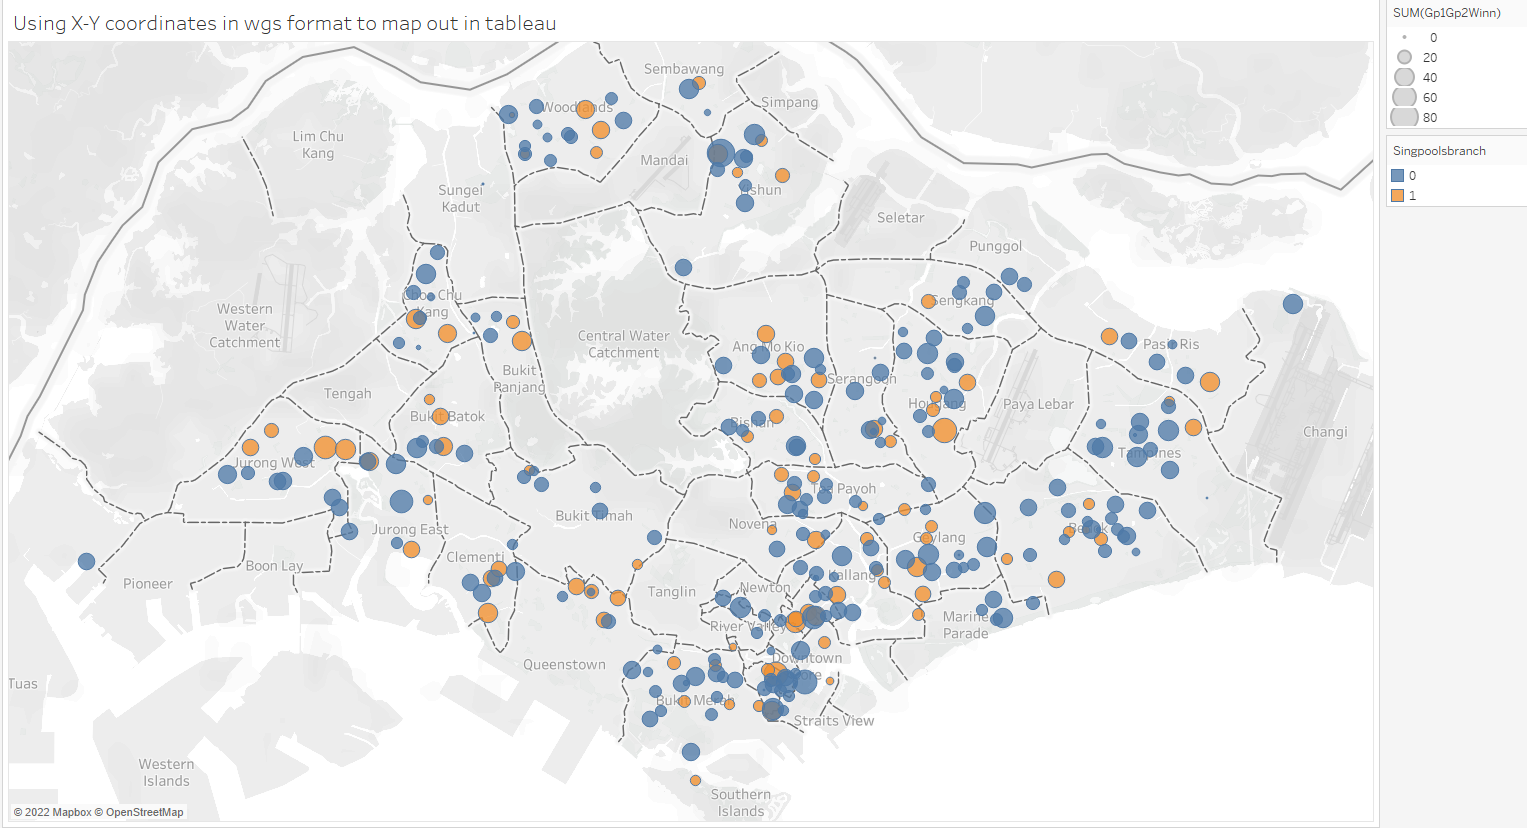 Using X-Y coordinates in wgs format to map out in tableau
SUM(Gp1Gp2Winn)
0
20
40
60
80
Singpoolsbranch
0
1
Sembawang
Simpang
Woodlands
Lim Chu
Kang
Mandai
Sungei
Kadut
Yishun
Seletar
Punggol
Choa Chu
Kang
Sengkang
Western
Water
Catchment
Central Water
Catchment
Ang Mo Kio
Pasir Ris
Bukit
Panjang
Serangoon
Tengah
Hougang
Paya Lebar
Bukit Batok
Bishan
Changi
Jurong West
Tampines
Toa Payoh
Bukit Timah
Novena
Bedok
Jurong East
Geylang
Clementi
Boon Lay
Kallang
Pioneer
Tanglin
Newton
River Valley
Marine
Parade
Queenstown
Downtown
Core
Tuas
Bukit Merah
Straits View
Western
Islands
Southern
Islands
© 2022 Mapbox © OpenStreetMap